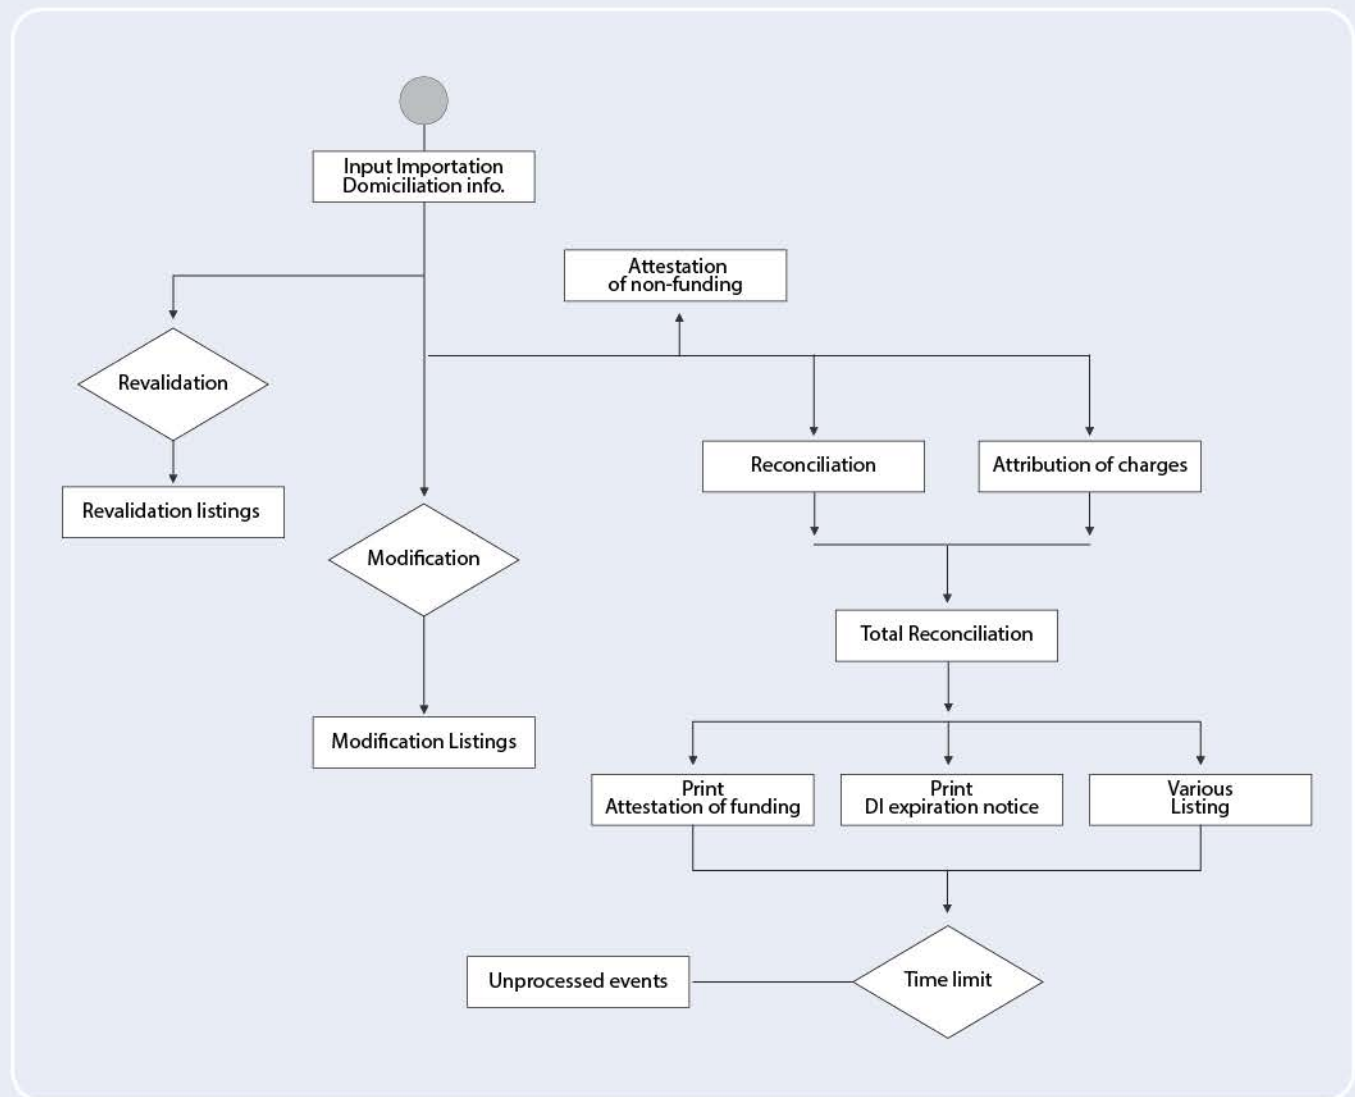 Input Importation
Domiciliation info.
Attestation
of non-funding
Revalidation
Reconciliation
Attribution of charges
Revalidation listings
Modification
Total Reconciliation
Modification Listings
Print
Attestation of funding
Print
DI expiration notice
Various
Listing
Unprocessed events
Time limit